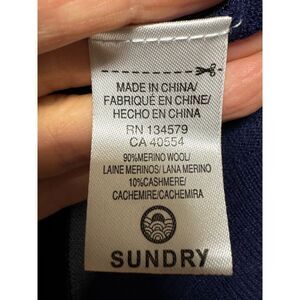 MADE IN CHINA/
FABRIQUÉ EN CHINE/
HECHO EN CHINA
RN 134579
CA 40554
90%MERINO WOOL/
LAINE MERINOS/ LANA MERINO
10%CASHMERE/
CACHEMIRE/CACHEMIRA
SUNDRY